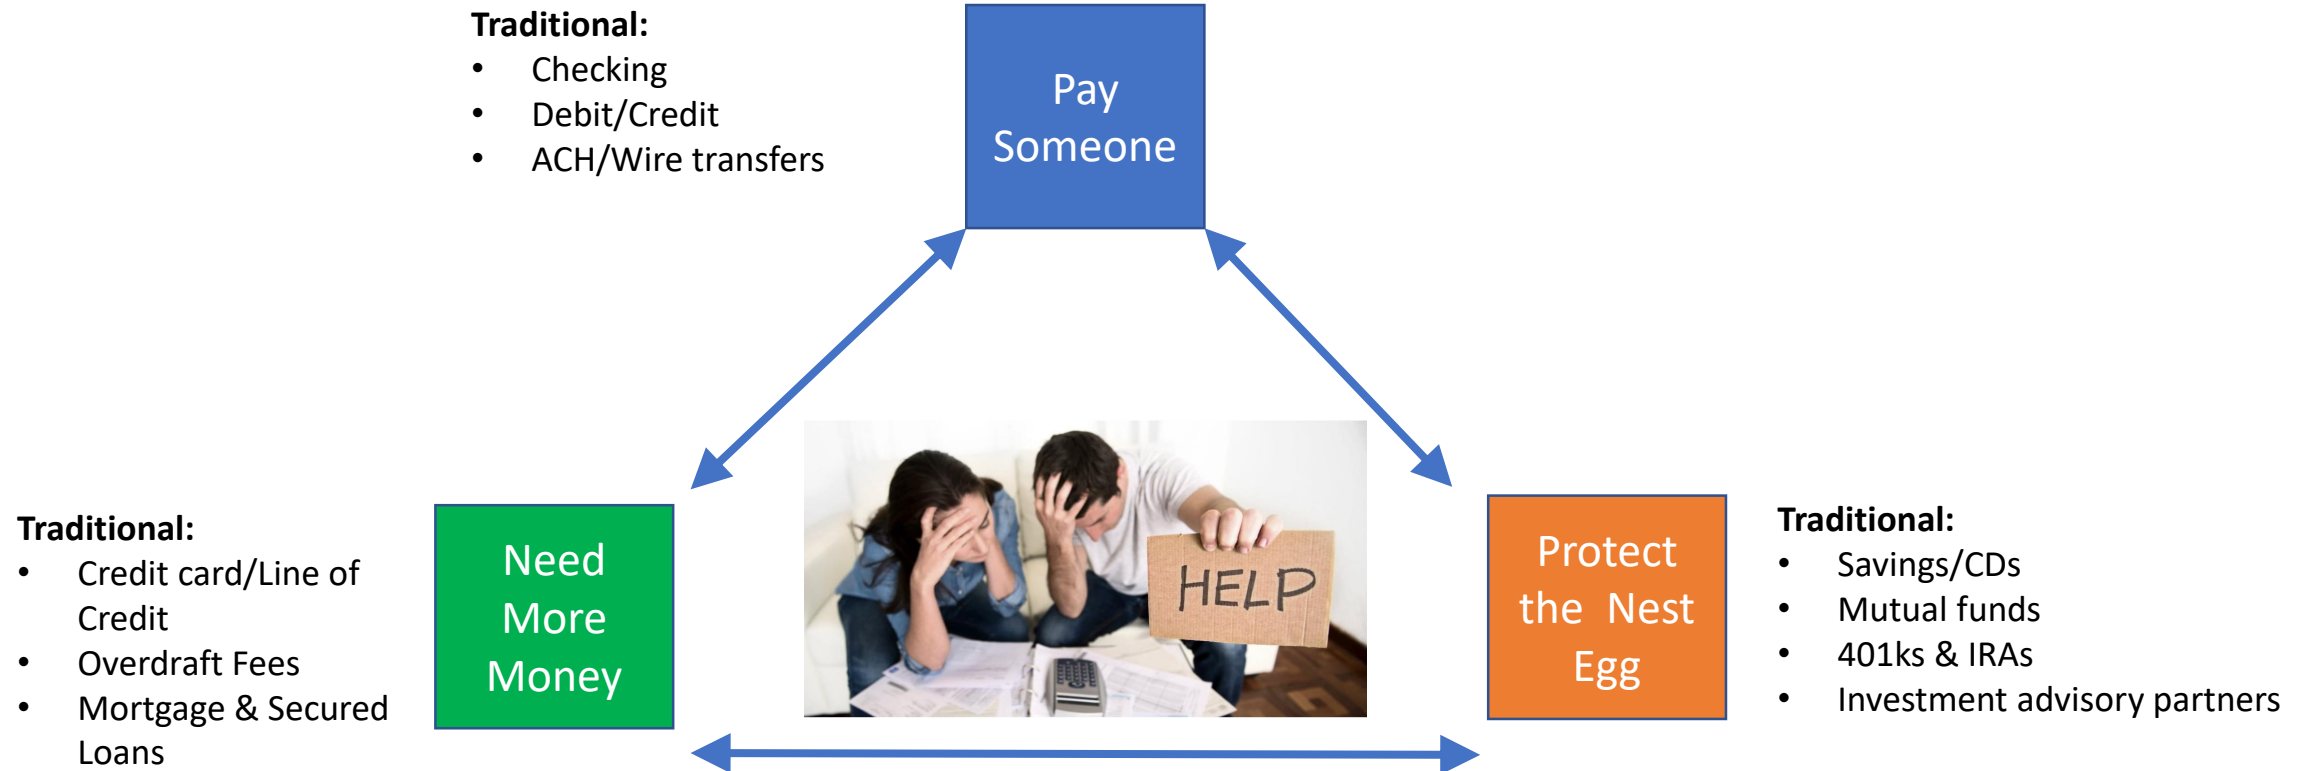 Traditional:
• Checking
• Debit/Credit
• ACH/Wire transfers
Pay
Someone
Traditional:
• Credit card/Line of
Credit
• Overdraft Fees
• Mortgage & Secured
Loans
Need
More
Money
HELP
Protect
the Nest
Egg
Traditional:
• Savings/CDs
• Mutual funds
• 401ks & IRAs
• Investment advisory partners